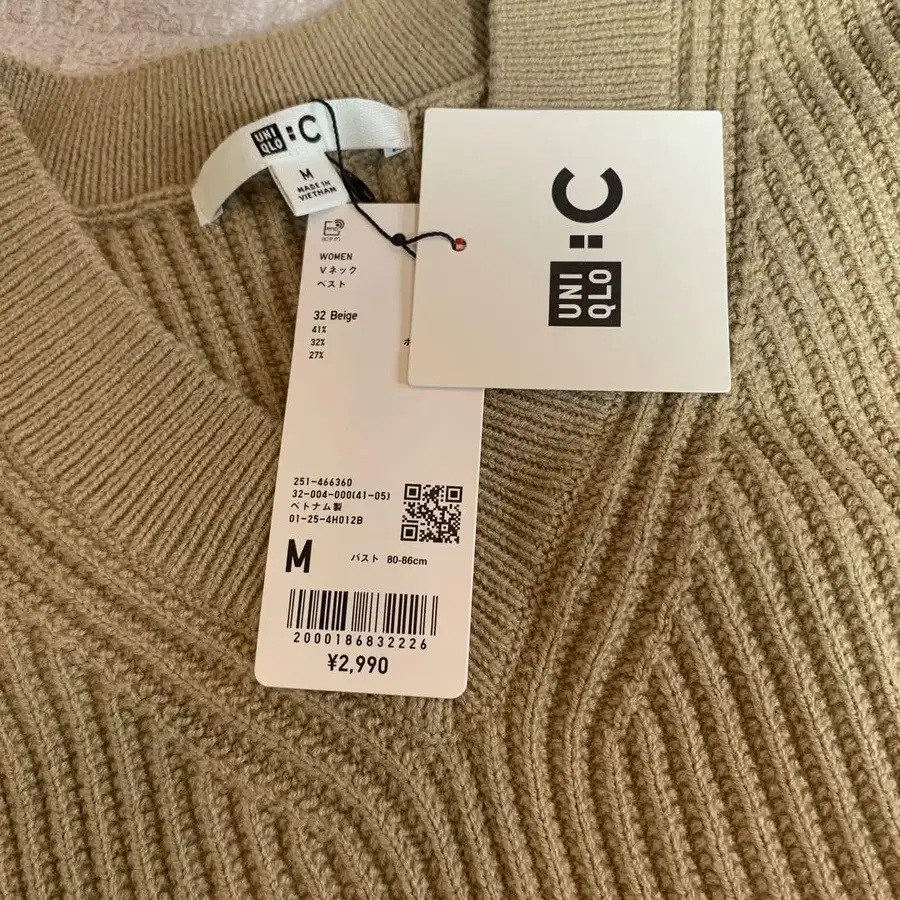 UNI
QLO
:C
M
MADE IN
VIETNAM
WOMEN
Vネック
ベスト
32 Beige
41%
32%
27%
251-466360
32-004-000(41-05)
ベトナム製
01-25-4H012B
M バスト 80-86cm
2000186832226
¥2,990
UNI
QLO
:C